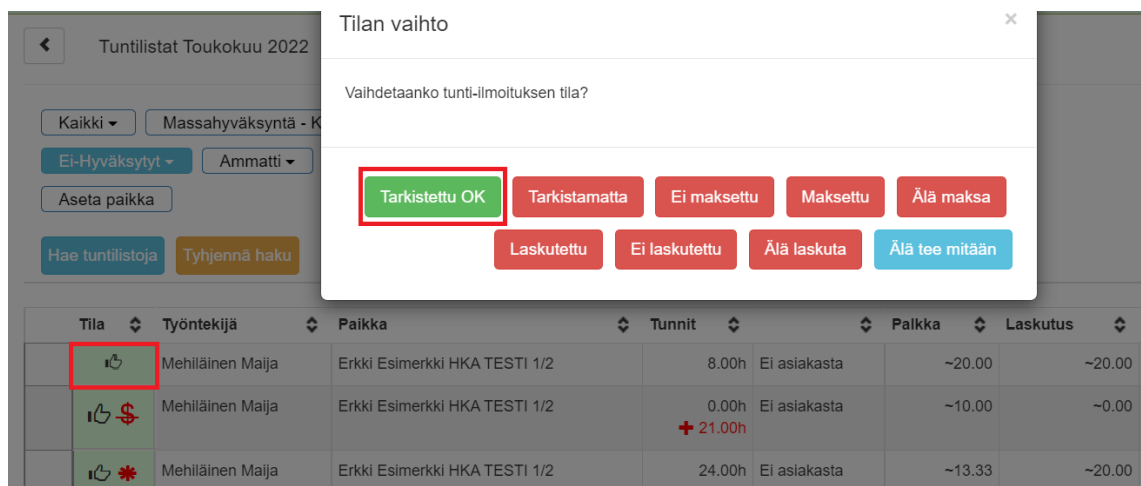 Tilan vaihto
×
Tuntilistat Toukokuu 2022
Vaihdetaanko tunti-ilmoituksen tila?
Kaikki
Massahyväksyntä - K
Ei-Hyväksytyt
Ammatti
Aseta paikka
Tarkistettu OK
Tarkistamatta
Ei maksettu
Maksettu
Älä maksa
Hae tuntilistoja
Tyhjennä haku
Laskutettu
Ei laskutettu
Älä laskuta
Älä tee mitään
Tila Työntekijä Paikka Tunnit Palkka Laskutus
Mehiläinen Maija Erkki Esimerkki HKA TESTI 1/2 8.00h Ei asiakasta ~20.00 ~20.00
$ Mehiläinen Maija Erkki Esimerkki HKA TESTI 1/2 0.00h Ei asiakasta ~10.00 ~0.00
+ 21.00h
* Mehiläinen Maija Erkki Esimerkki HKA TESTI 1/2 24.00h Ei asiakasta ~13.33 ~20.00